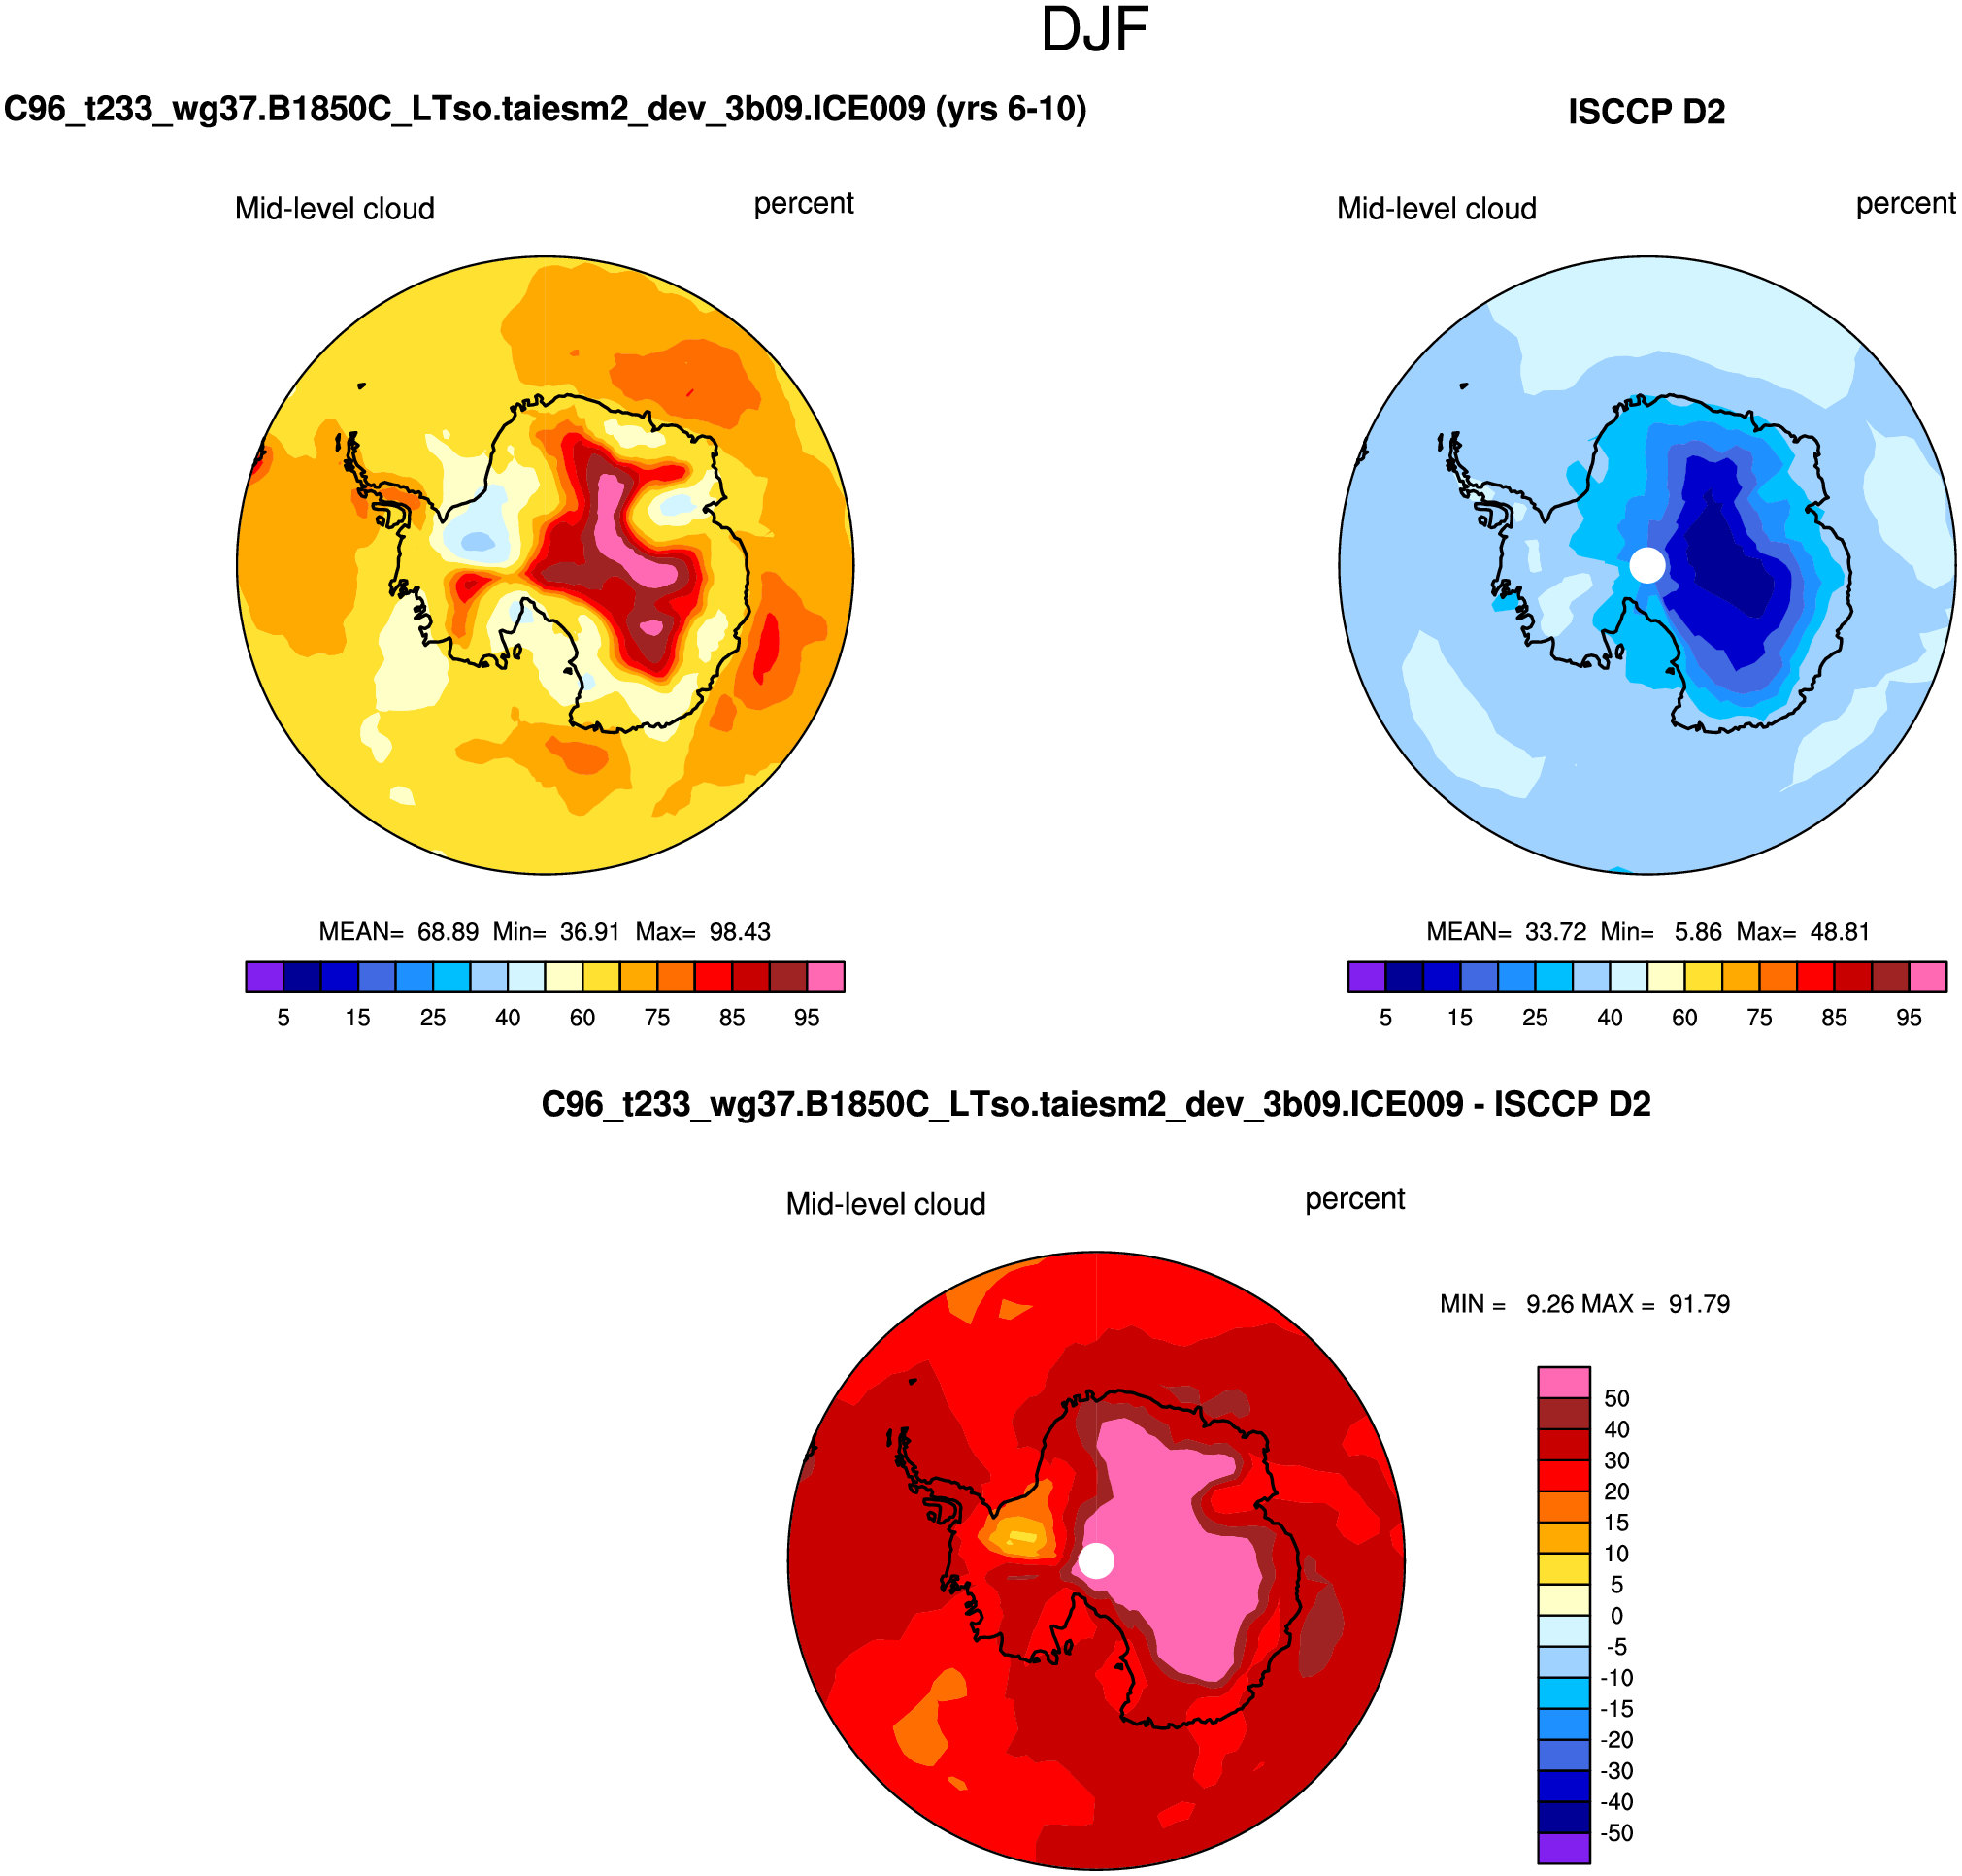 DJF
C96_t233_wg37.B1850C_LTso.taiesm2_dev_3b09.ICE009 (yrs 6-10)
ISCCP D2
Mid-level cloud percent
Mid-level cloud percent
MEAN= 68.89 Min= 36.91 Max= 98.43
MEAN= 33.72 Min= 5.86 Max= 48.81
5 15 25 40 60 75 85 95
5 15 25 40 60 75 85 95
C96_t233_wg37.B1850C_LTso.taiesm2_dev_3b09.ICE009 - ISCCP D2
Mid-level cloud percent
MIN = 9.26 MAX = 91.79
50
40
30
20
15
10
5
0
-5
-10
-15
-20
-30
-40
-50